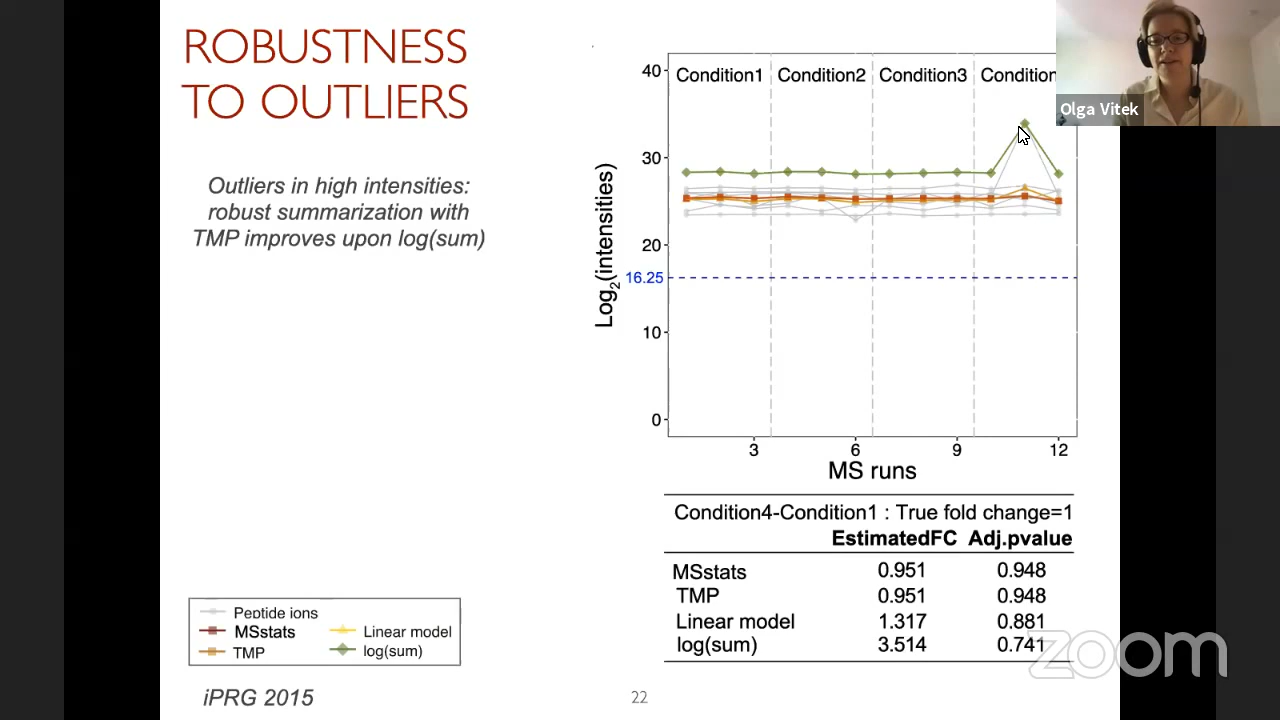 ROBUSTNESS
TO OUTLIERS
Outliers in high intensities:
robust summarization with
TMP improves upon log(sum)
Olga Vitek
Condition1 Condition2 Condition3 Condition
Log2(intensities)
40
30
20
16.25
10
0
3 6 9 12
MS runs
Condition4-Condition1 : True fold change=1
EstimatedFC Adj.pvalue
MSstats 0.951 0.948
TMP 0.951 0.948
Linear model 1.317 0.881
log(sum) 3.514 0.741
Peptide ions
MSstats Linear model
TMP log(sum)
iPRG 2015
22
zoom